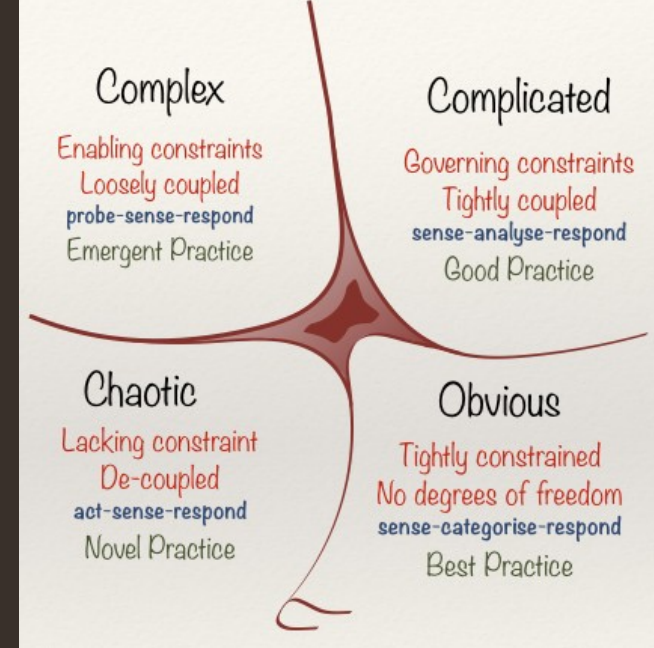 Complex
Enabling constraints
Loosely coupled
probe-sense-respond
Emergent Practice
Complicated
Governing constraints
Tightly coupled
sense-analyse-respond
Good Practice
Chaotic
Lacking constraint
De-coupled
act-sense-respond
Novel Practice
Obvious
Tightly constrained
No degrees of freedom
sense-categorise-respond
Best Practice